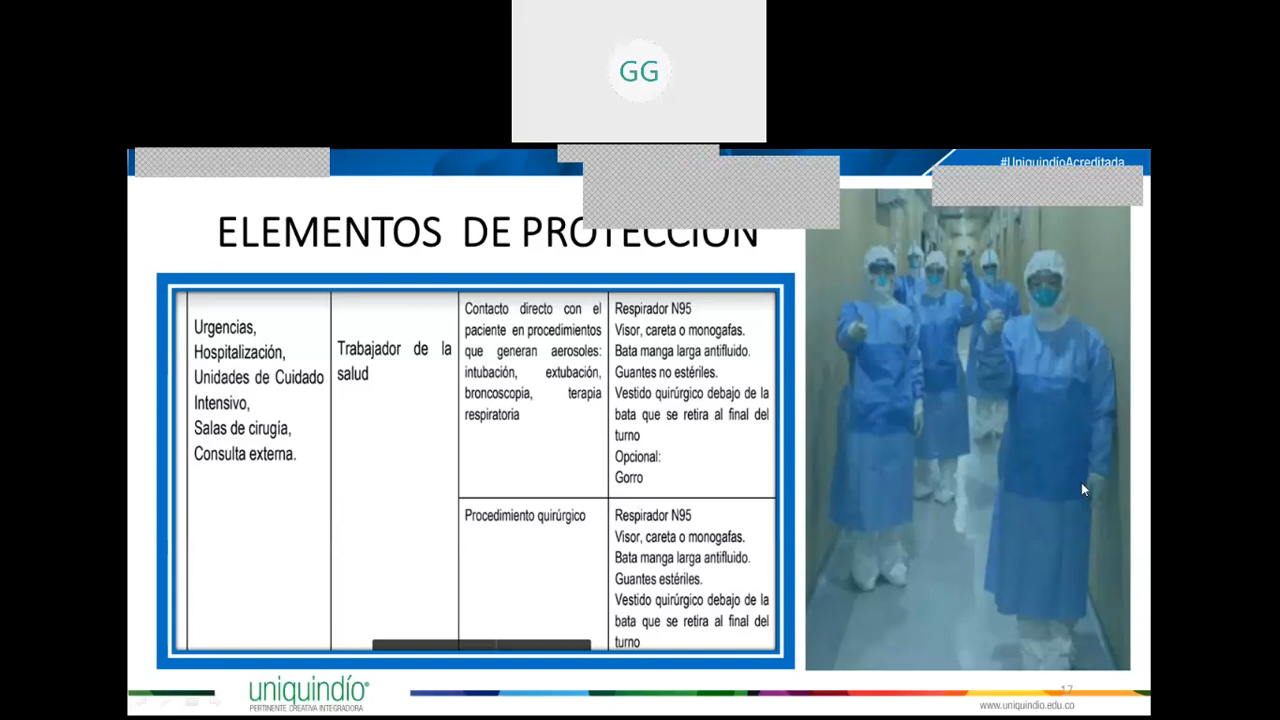 GG
#UniquindíoAcreditada
ELEMENTOS DE PROTECCIÓN
Urgencias,
Hospitalización,
Unidades de Cuidado
Intensivo,
Salas de cirugía,
Consulta externa.
Trabajador de la
salud
Contacto directo con el
paciente en procedimientos
que generan aerosoles:
intubación, extubación,
broncoscopia, terapia
respiratoria
Respirador N95
Visor, careta o monogafas.
Bata manga larga antifluido.
Guantes no estériles.
Vestido quirúrgico debajo de la
bata que se retira al final del
turno
Opcional:
Gorro
Procedimiento quirúrgico
Respirador N95
Visor, careta o monogafas.
Bata manga larga antifluido.
Guantes estériles.
Vestido quirúrgico debajo de la
bata que se retira al final del
turno
uniquindío®
PERTINENTE CREATIVA INTEGRADORA
17
www.uniquindio.edu.co